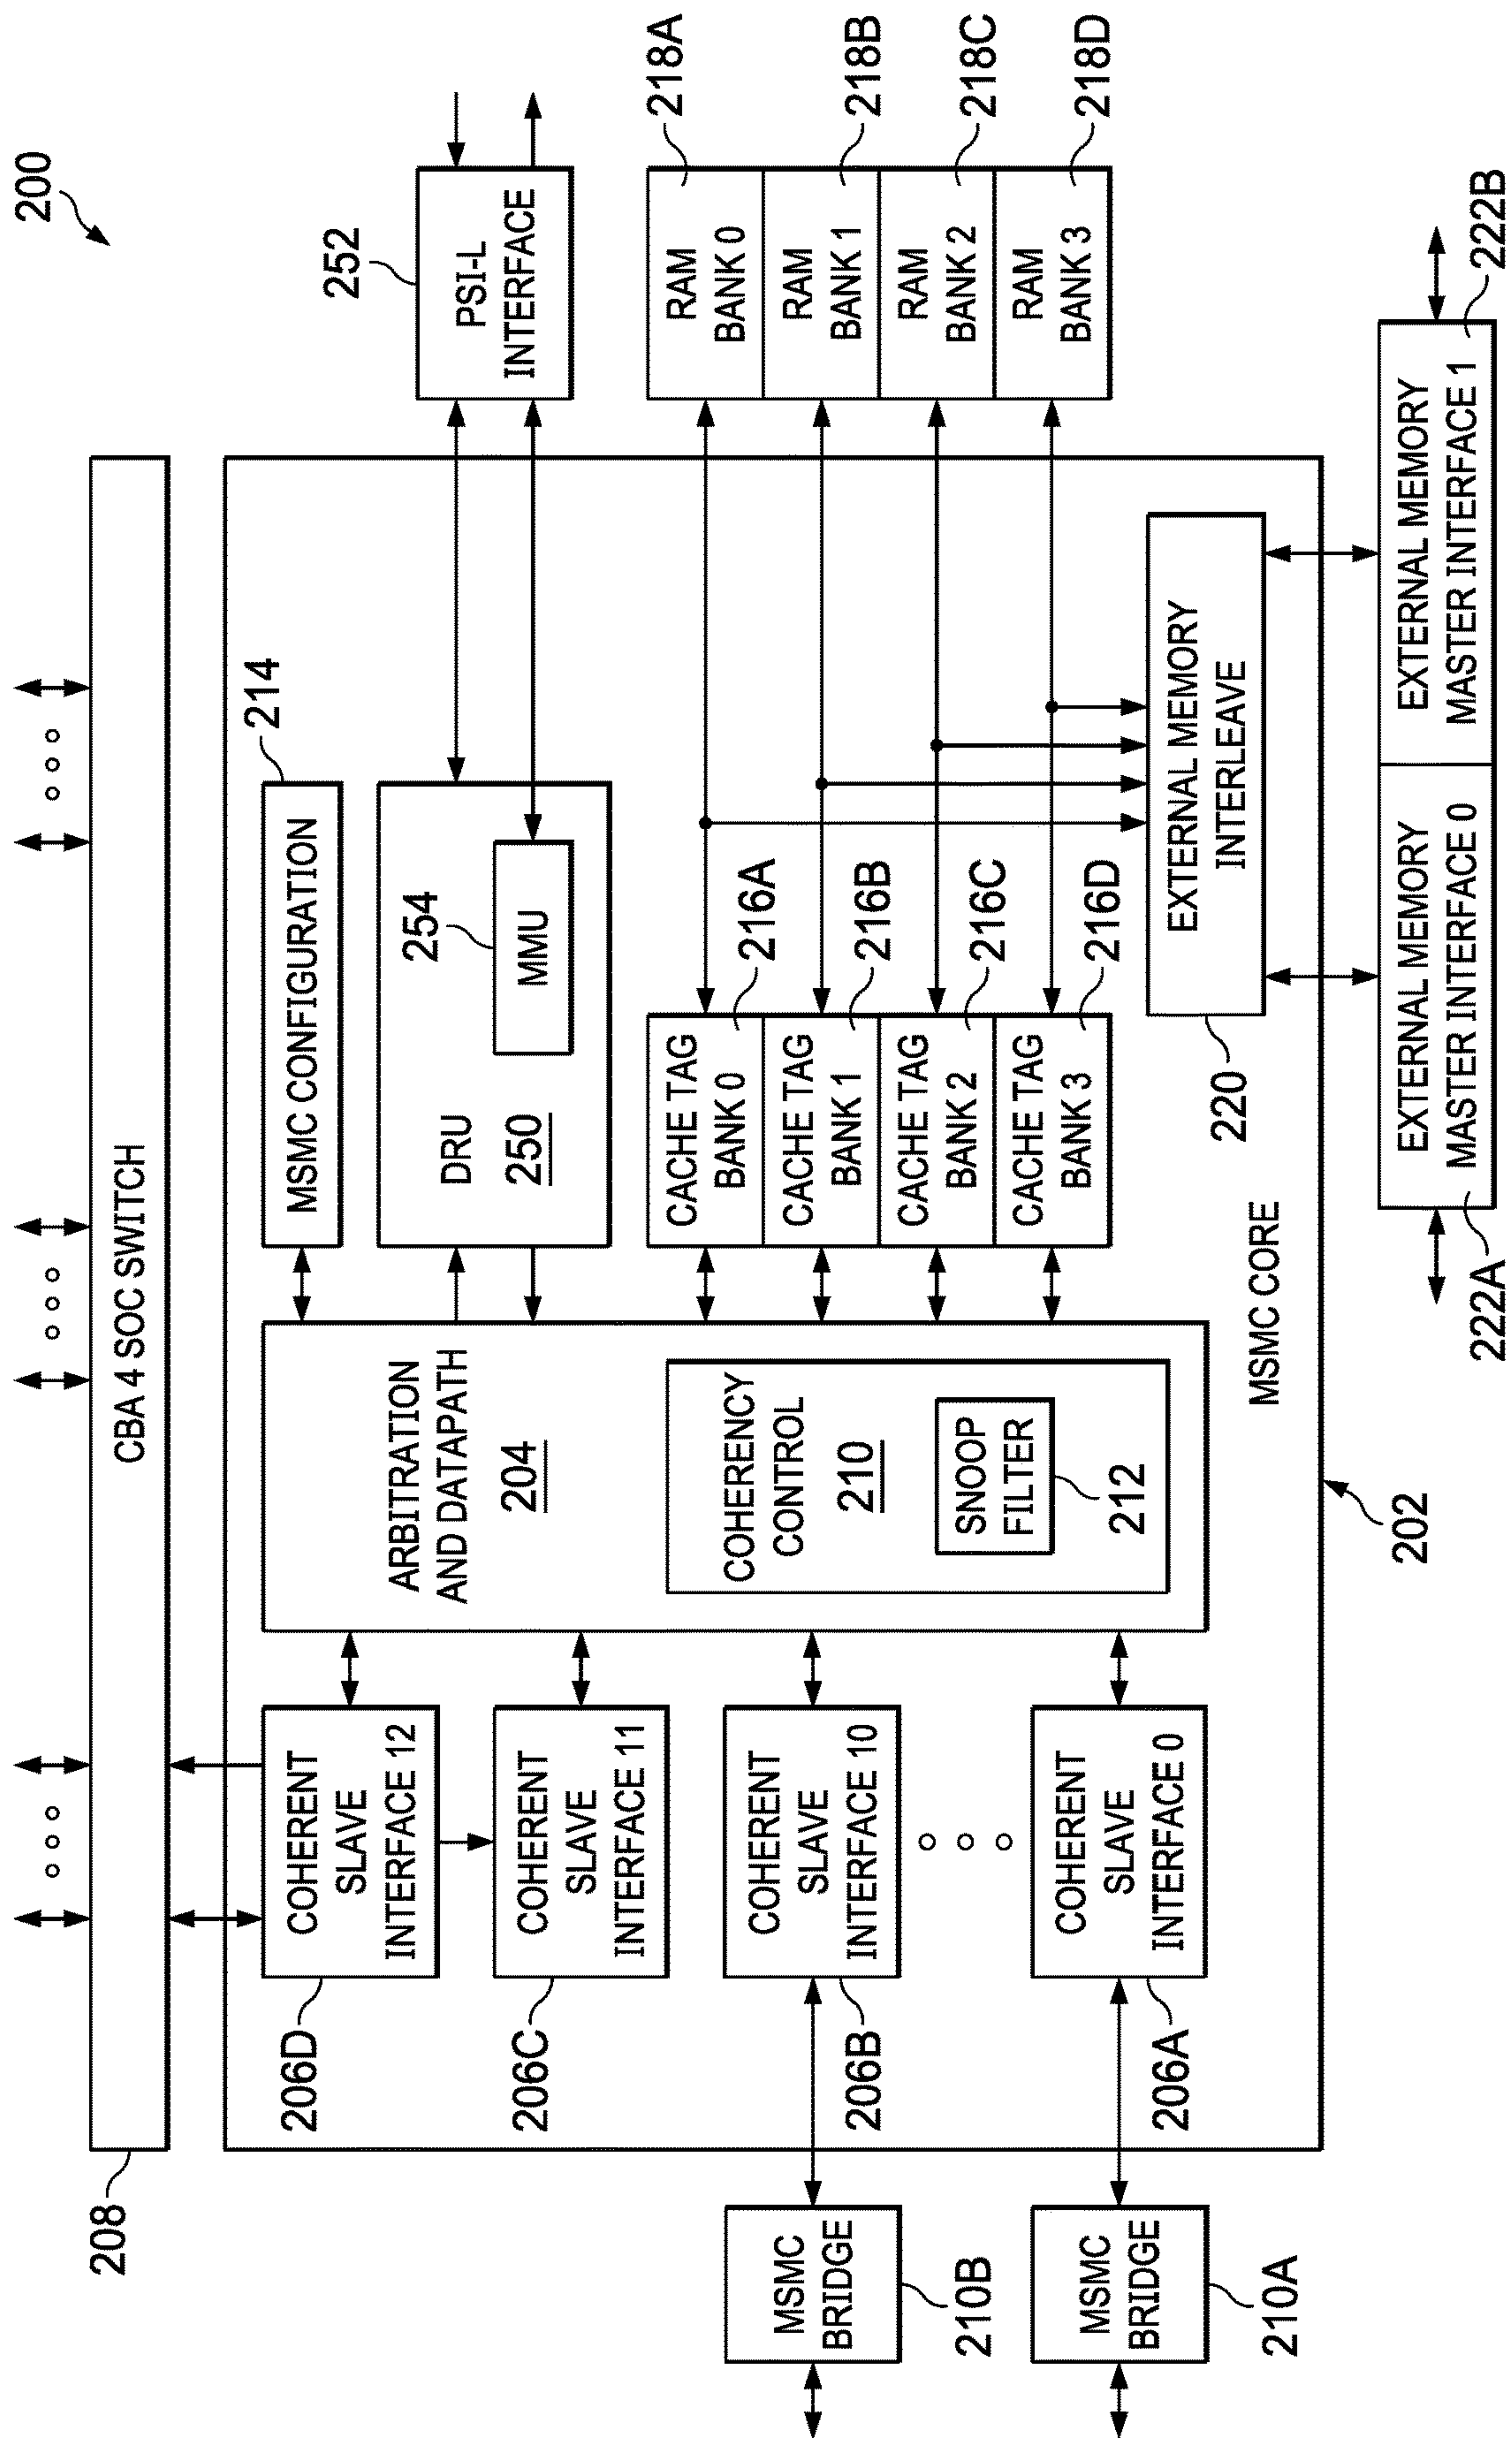 200
208
CBA 4 SOC SWITCH
206D
COHERENT
SLAVE
INTERFACE 12
206C
COHERENT
SLAVE
INTERFACE 11
206B
COHERENT
SLAVE
INTERFACE 10
206A
COHERENT
SLAVE
INTERFACE 0
MSMC
BRIDGE
210B
MSMC
BRIDGE
210A
ARBITRATION
AND DATAPATH
204
COHERENCY
CONTROL
210
SNOOP
FILTER
212
MSMC CONFIGURATION
214
DRU
250
254
MMU
252
PSI-L
INTERFACE
CACHE TAG
BANK 0
216A
CACHE TAG
BANK 1
216B
CACHE TAG
BANK 2
216C
CACHE TAG
BANK 3
216D
RAM
BANK 0
218A
RAM
BANK 1
218B
RAM
BANK 2
218C
RAM
BANK 3
218D
220
EXTERNAL MEMORY
INTERLEAVE
MSMC CORE
202
222A
EXTERNAL MEMORY
MASTER INTERFACE 0
EXTERNAL MEMORY
MASTER INTERFACE 1
222B